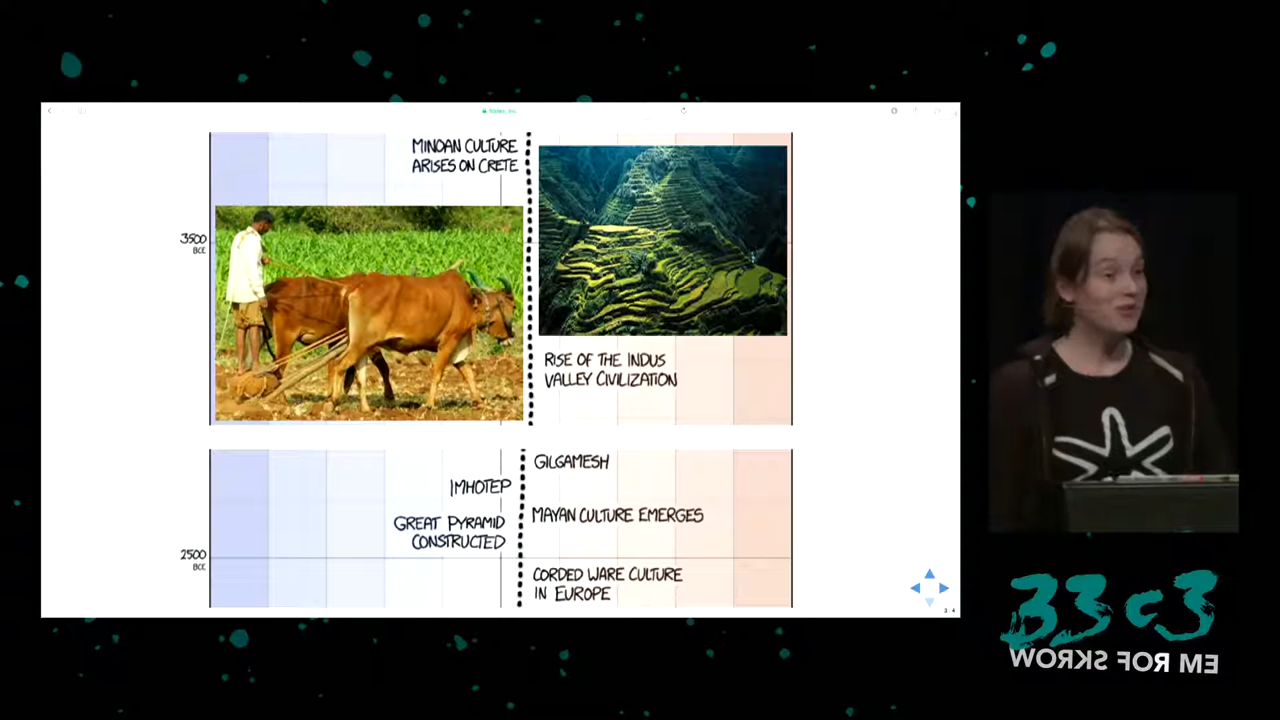 MINOAN CULTURE
ARISES ON CRETE
3500
BCE
RISE OF THE INDUS
VALLEY CIVILIZATION
GILGAMESH
IMHOTEP
MAYAN CULTURE EMERGES
GREAT PYRAMID
CONSTRUCTED
2500
BCE
CORDED WARE CULTURE
IN EUROPE
33c3
WORKS FOR ME